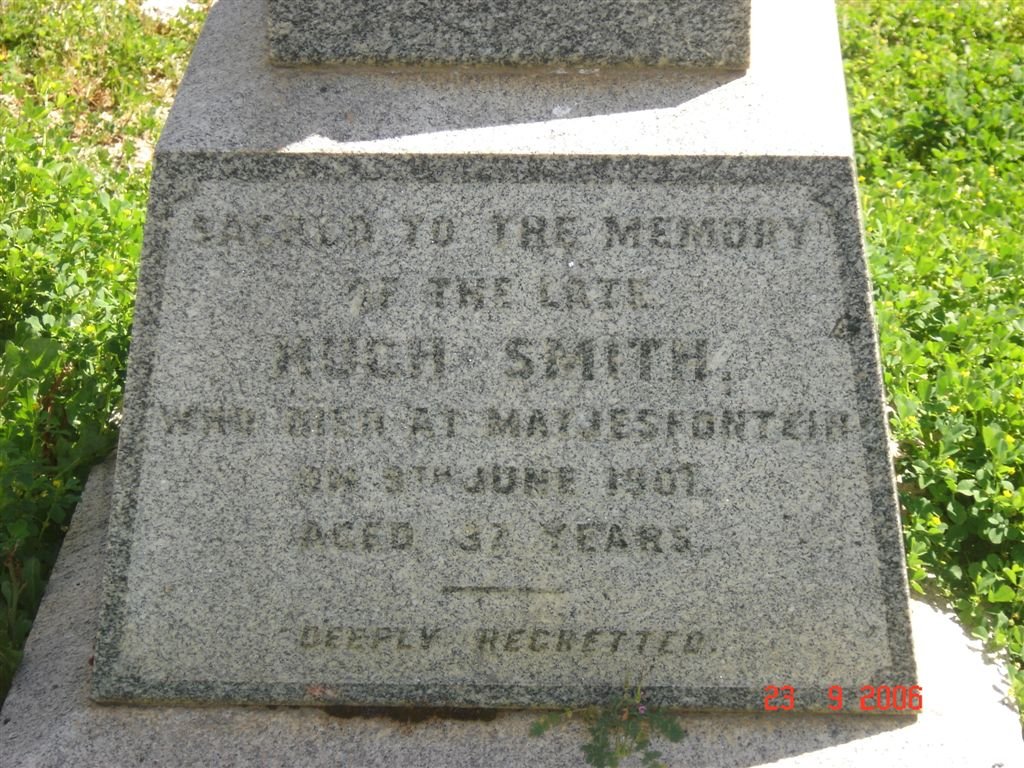 SACRED TO THE MEMORY
OF THE LATE
HUGH SMITH,
WHO DIED AT MATJESFONTEIN
ON 9TH JUNE 1901.
AGED 37 YEARS.
DEEPLY REGRETTED.
23 9 2006